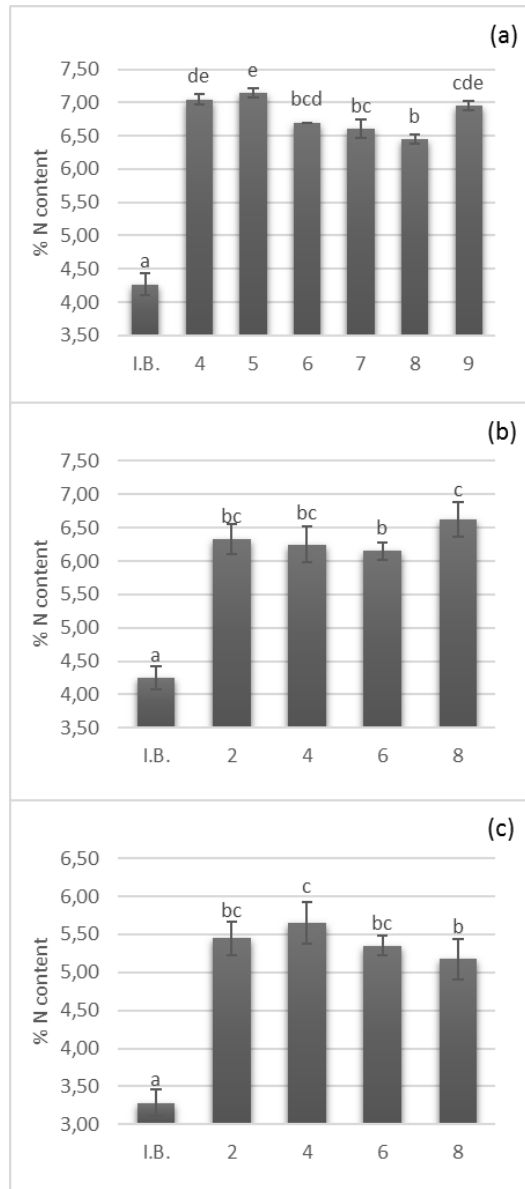 (a)
% N content
7,50
7,00
6,50
6,00
5,50
5,00
4,50
4,00
3,50
a
de
e
bcd
bc
b
cde
I.B. 4 5 6 7 8 9
(b)
% N content
7,50
7,00
6,50
6,00
5,50
5,00
4,50
4,00
3,50
a
bc
bc
b
c
I.B. 2 4 6 8
(c)
% N content
6,50
6,00
5,50
5,00
4,50
4,00
3,50
3,00
a
bc
c
bc
b
I.B. 2 4 6 8